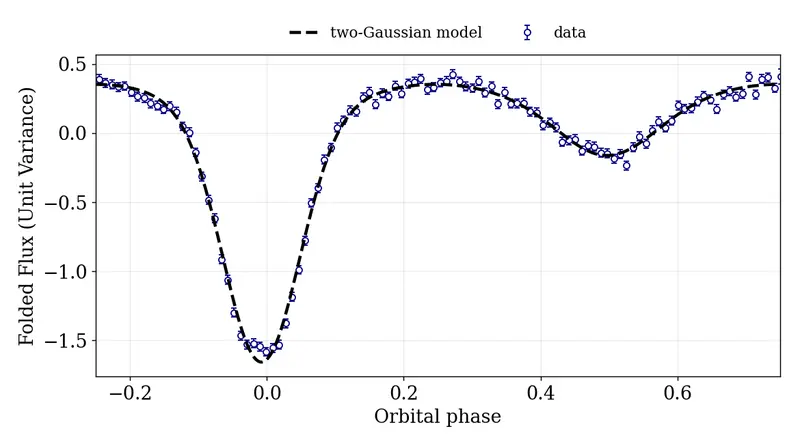 two-Gaussian model
data
Folded Flux (Unit Variance)
0.5
0.0
−0.5
−1.0
−1.5
−0.2
0.0
0.2
0.4
0.6
Orbital phase